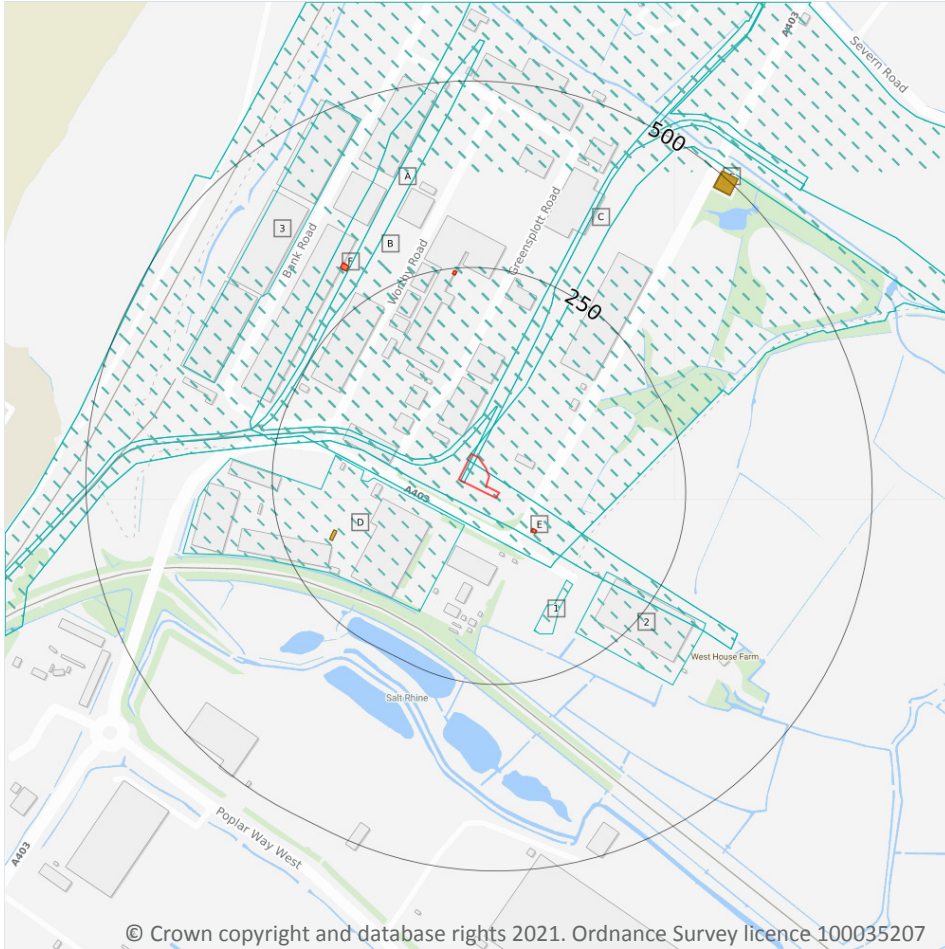 A403
Severn Road
500
A
C
3
B
Bank Road
F
Worthy Road
Greensplott Road
250
A403
D
E
1
2
West House Farm
Salt Rhine
Poplar Way West
A403
© Crown copyright and database rights 2021. Ordnance Survey licence 100035207